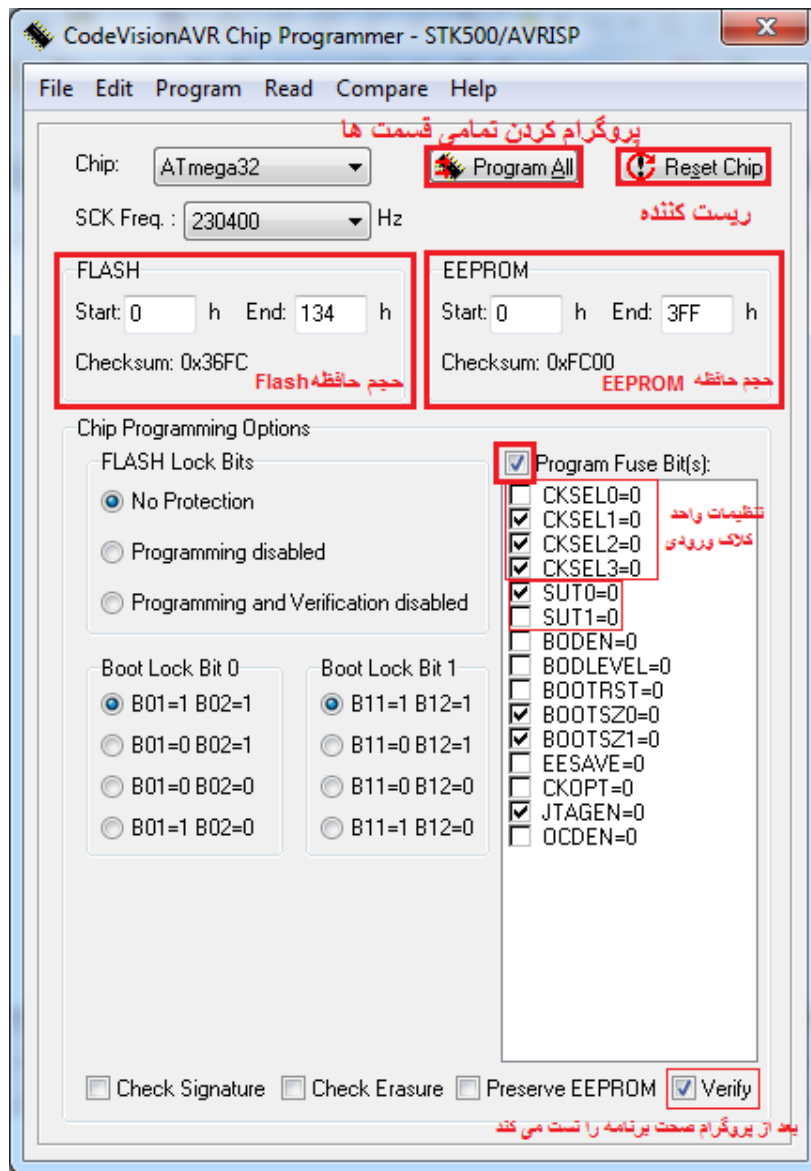 CodeVisionAVR Chip Programmer - STK500/AVRISP
x
File Edit Program Read Compare Help
پروگرام کردن تمامی قسمت ها
Chip: ATmega32 Program All Reset Chip
ریست کننده
SCK Freq. : 230400 Hz
FLASH
Start: 0 h End: 134 h
Checksum: 0x36FC
حجم حافظه Flash
EEPROM
Start: 0 h End: 3FF h
Checksum: 0xFC00
حجم حافظه EEPROM
Chip Programming Options
FLASH Lock Bits
No Protection
Programming disabled
Programming and Verification disabled
Boot Lock Bit 0
B01=1 B02=1
B01=0 B02=1
B01=0 B02=0
B01=1 B02=0
Boot Lock Bit 1
B11=1 B12=1
B11=0 B12=1
B11=0 B12=0
B11=1 B12=0
Program Fuse Bit(s):
CKSEL0=0
CKSEL1=0
CKSEL2=0
CKSEL3=0
تنظیمات واحد
کلاک ورودی
SUT0=0
SUT1=0
BODEN=0
BODLEVEL=0
BOOTRST=0
BOOTSZ0=0
BOOTSZ1=0
EESAVE=0
CKOPT=0
JTAGEN=0
OCDEN=0
Check Signature Check Erasure Preserve EEPROM Verify
بعد از پروگرام صحت برنامه را تست می کند